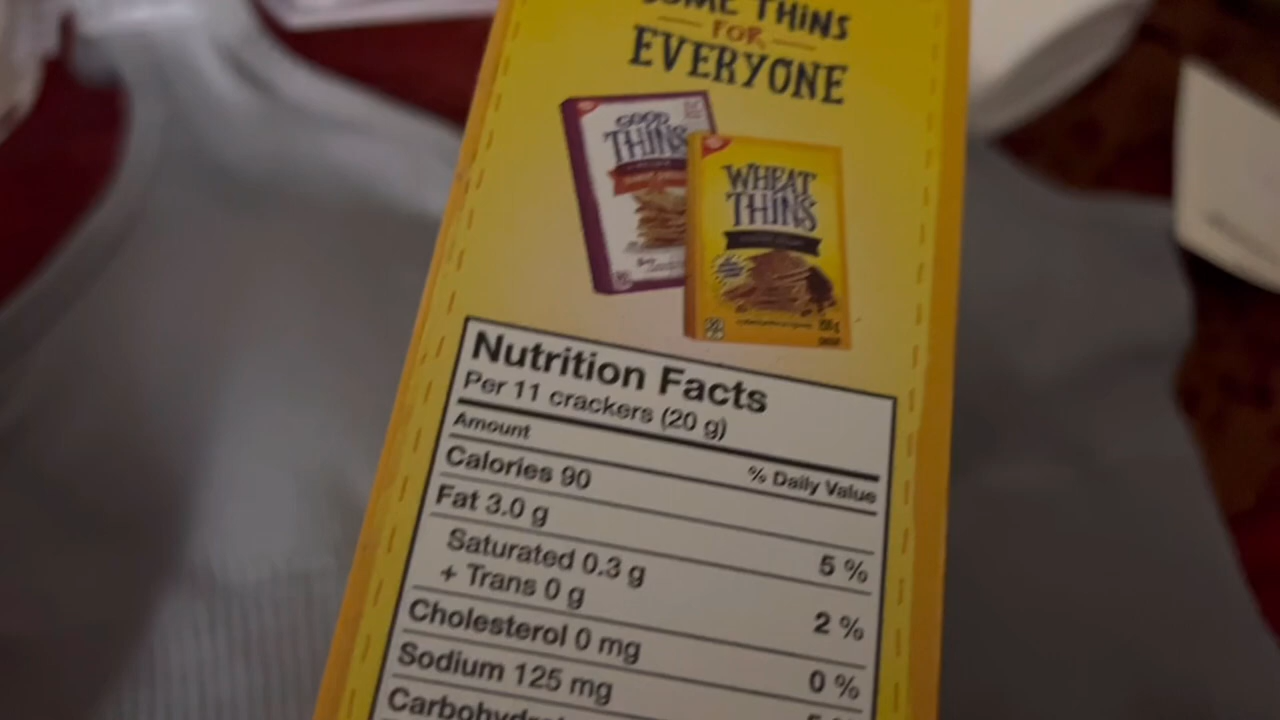 THINS
FOR
EVERYONE
GOOD
THINS
WHEAT
THINS
Nutrition Facts
Per 11 crackers (20 g)
Amount
% Daily Value
Calories 90
Fat 3.0 g
5 %
Saturated 0.3 g
+ Trans 0 g
2 %
Cholesterol 0 mg
0 %
Sodium 125 mg